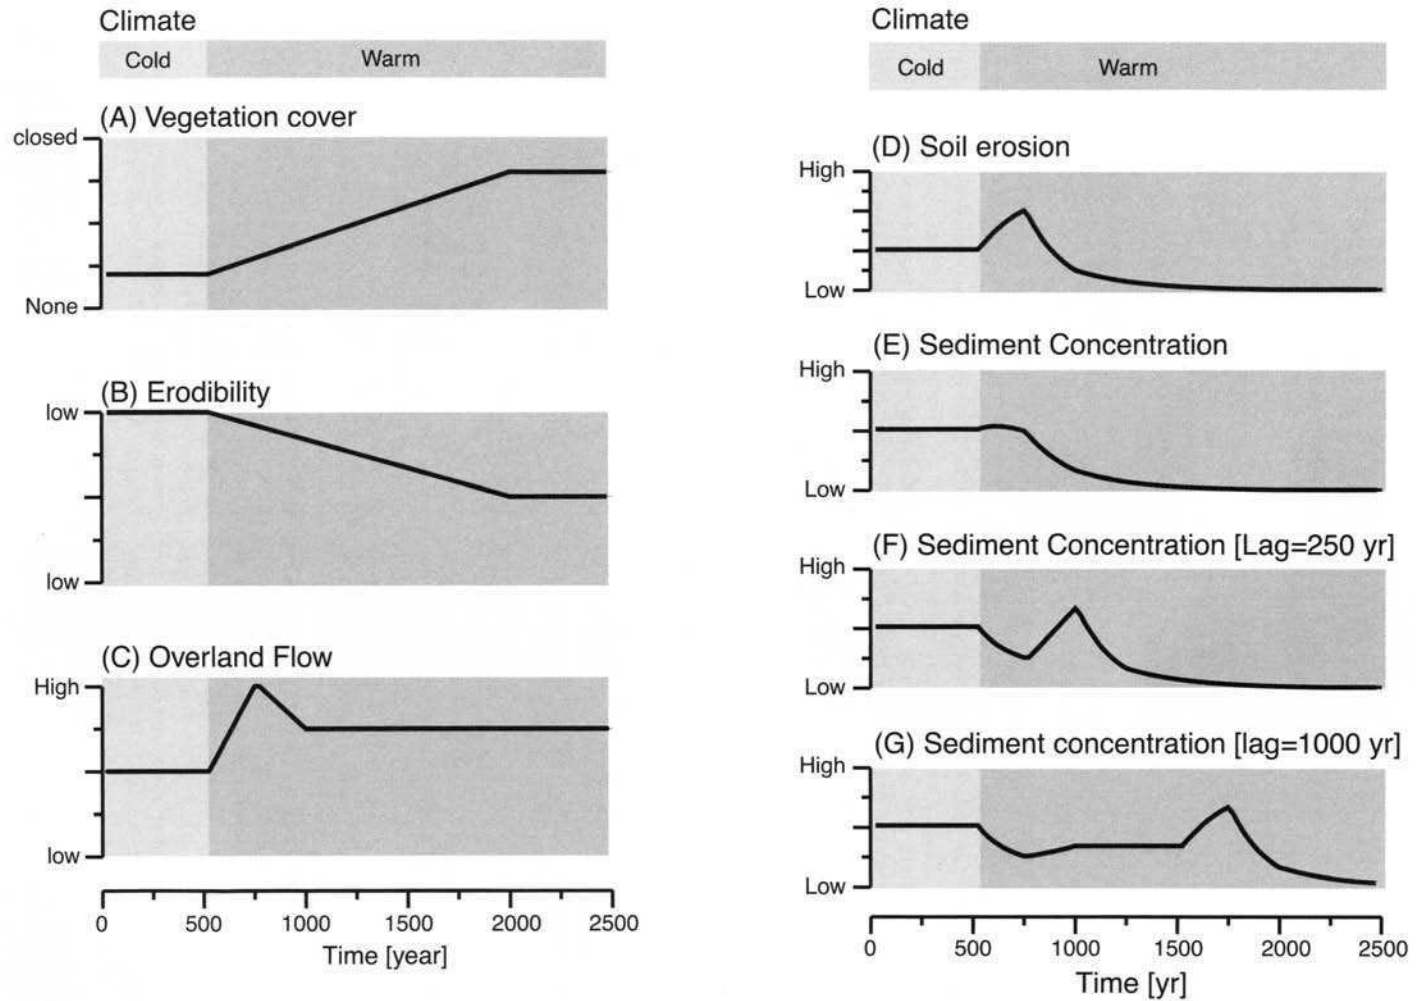 Climate
Cold Warm
(A) Vegetation cover
closed
None
(B) Erodibility
low
low
(C) Overland Flow
High
low
0 500 1000 1500 2000 2500
Time [year]
Climate
Cold Warm
(D) Soil erosion
High
Low
(E) Sediment Concentration
High
Low
(F) Sediment Concentration [Lag=250 yr]
High
Low
(G) Sediment concentration [lag=1000 yr]
High
Low
0 500 1000 1500 2000 2500
Time [yr]